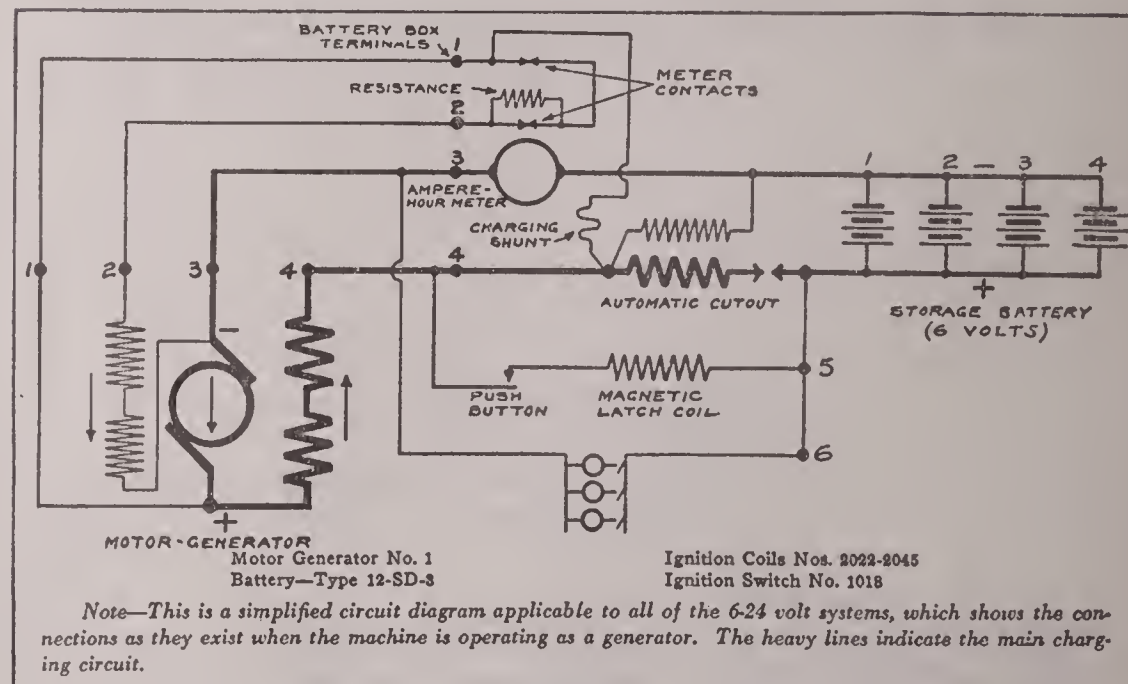 BATTERY BOX
TERMINALS
1
METER
CONTACTS
RESISTANCE
2
3
AMPERE-
HOUR METER
1 2 — 3 4
CHARGING
SHUNT
1 2 3 4 4
AUTOMATIC CUTOUT
+
STORAGE BATTERY
(6 VOLTS)
—
5
PUSH
BUTTON
MAGNETIC
LATCH COIL
6
+
MOTOR-GENERATOR
Motor Generator No. 1
Battery—Type 12-SD-3
Ignition Coils Nos. 2022-2045
Ignition Switch No. 1018
Note—This is a simplified circuit diagram applicable to all of the 6-24 volt systems, which shows the con-
nections as they exist when the machine is operating as a generator. The heavy lines indicate the main charg-
ing circuit.